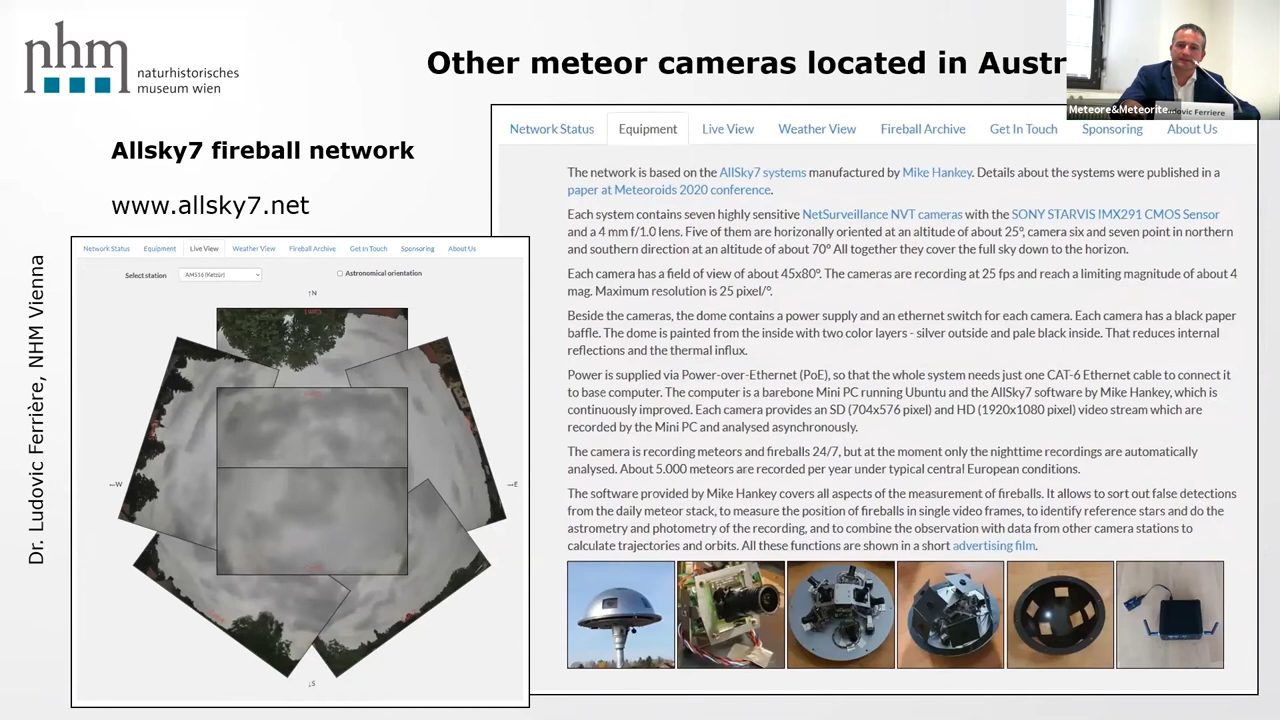 nhm
naturhistorisches
museum wien
Other meteor cameras located in Austr
Meteore&Meteorite...
Ferriere
Allsky7 fireball network
www.allsky7.net
Dr. Ludovic Ferrière, NHM Vienna
Network Status Equipment Live View Weather View Fireball Archive Get In Touch Sponsoring About Us
Select station AMS16 (Ketzür) Astronomical orientation
↑N
←W
→E
↓S
Network Status Equipment Live View Weather View Fireball Archive Get In Touch Sponsoring About Us
The network is based on the AllSky7 systems manufactured by Mike Hankey. Details about the systems were published in a
paper at Meteoroids 2020 conference.
Each system contains seven highly sensitive NetSurveillance NVT cameras with the SONY STARVIS IMX291 CMOS Sensor
and a 4 mm f/1.0 lens. Five of them are horizonally oriented at an altitude of about 25°, camera six and seven point in northern
and southern direction at an altitude of about 70° All together they cover the full sky down to the horizon.
Each camera has a field of view of about 45x80°. The cameras are recording at 25 fps and reach a limiting magnitude of about 4
mag. Maximum resolution is 25 pixel/°.
Beside the cameras, the dome contains a power supply and an ethernet switch for each camera. Each camera has a black paper
baffle. The dome is painted from the inside with two color layers - silver outside and pale black inside. That reduces internal
reflections and the thermal influx.
Power is supplied via Power-over-Ethernet (PoE), so that the whole system needs just one CAT-6 Ethernet cable to connect it
to base computer. The computer is a barebone Mini PC running Ubuntu and the AllSky7 software by Mike Hankey, which is
continuously improved. Each camera provides an SD (704x576 pixel) and HD (1920x1080 pixel) video stream which are
recorded by the Mini PC and analysed asynchronously.
The camera is recording meteors and fireballs 24/7, but at the moment only the nighttime recordings are automatically
analysed. About 5.000 meteors are recorded per year under typical central European conditions.
The software provided by Mike Hankey covers all aspects of the measurement of fireballs. It allows to sort out false detections
from the daily meteor stack, to measure the position of fireballs in single video frames, to identify reference stars and do the
astrometry and photometry of the recording, and to combine the observation with data from other camera stations to
calculate trajectories and orbits. All these functions are shown in a short advertising film.